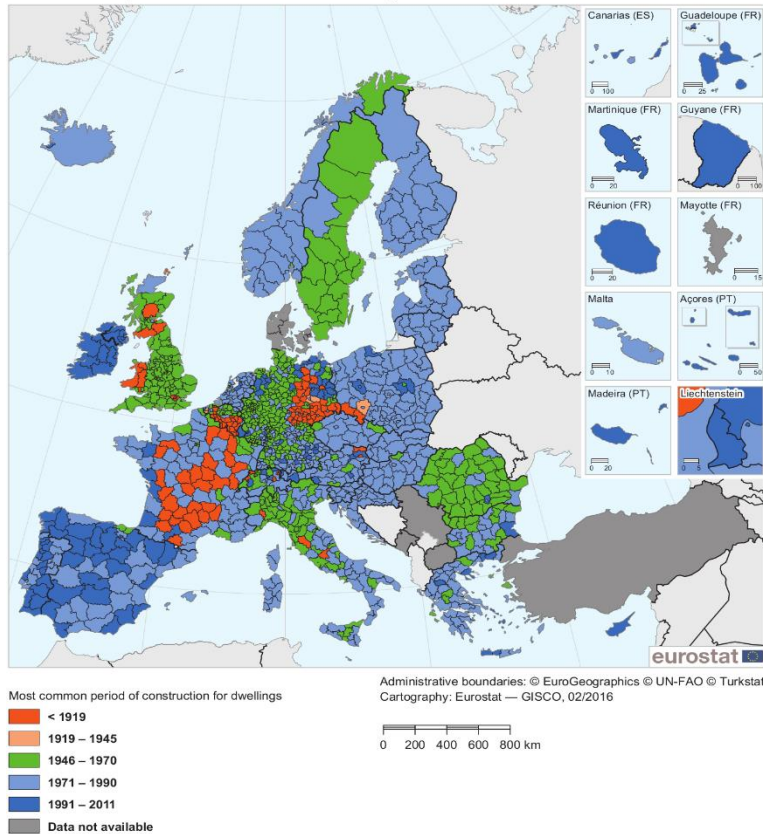 Canarias (ES)
0 100
Guadeloupe (FR)
0 25
Martinique (FR)
0 20
Guyane (FR)
0 100
Réunion (FR)
0 20
Mayotte (FR)
0 15
Malta
0 10
Açores (PT)
0 50
Madeira (PT)
0 20
Liechtenstein
0 5
eurostat
Administrative boundaries: © EuroGeographics © UN-FAO © Turkstat
Cartography: Eurostat — GISCO, 02/2016
0 200 400 600 800 km
Most common period of construction for dwellings
< 1919
1919 – 1945
1946 – 1970
1971 – 1990
1991 – 2011
Data not available